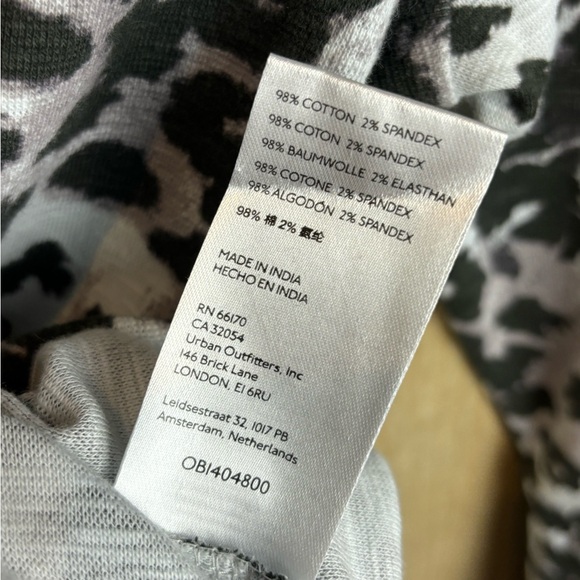 98% COTTON 2% SPANDEX
98% COTON 2% SPANDEX
98% BAUMWOLLE 2% ELASTHAN
98% COTONE 2% SPANDEX
98% ALGODÓN 2% SPANDEX
98% 棉 2% 氨纶
MADE IN INDIA
HECHO EN INDIA
RN 66170
CA 32054
Urban Outfitters, Inc
146 Brick Lane
LONDON, E1 6RU
Leidsestraat 32, 1017 PB
Amsterdam, Netherlands
OB1404800